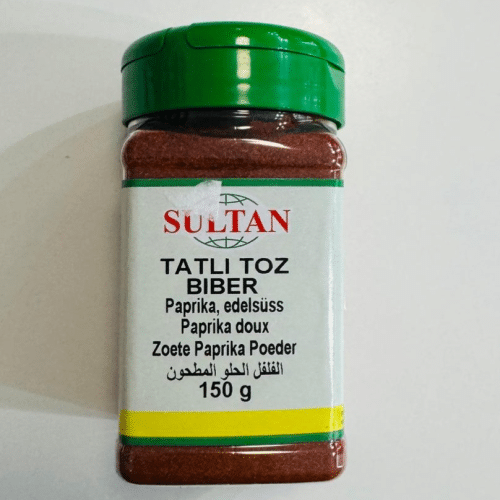 SULTAN
TATLI TOZ
BIBER
Paprika, edelsüss
Paprika doux
Zoete Paprika Poeder
الفلفل الحلو المطحون
150 g